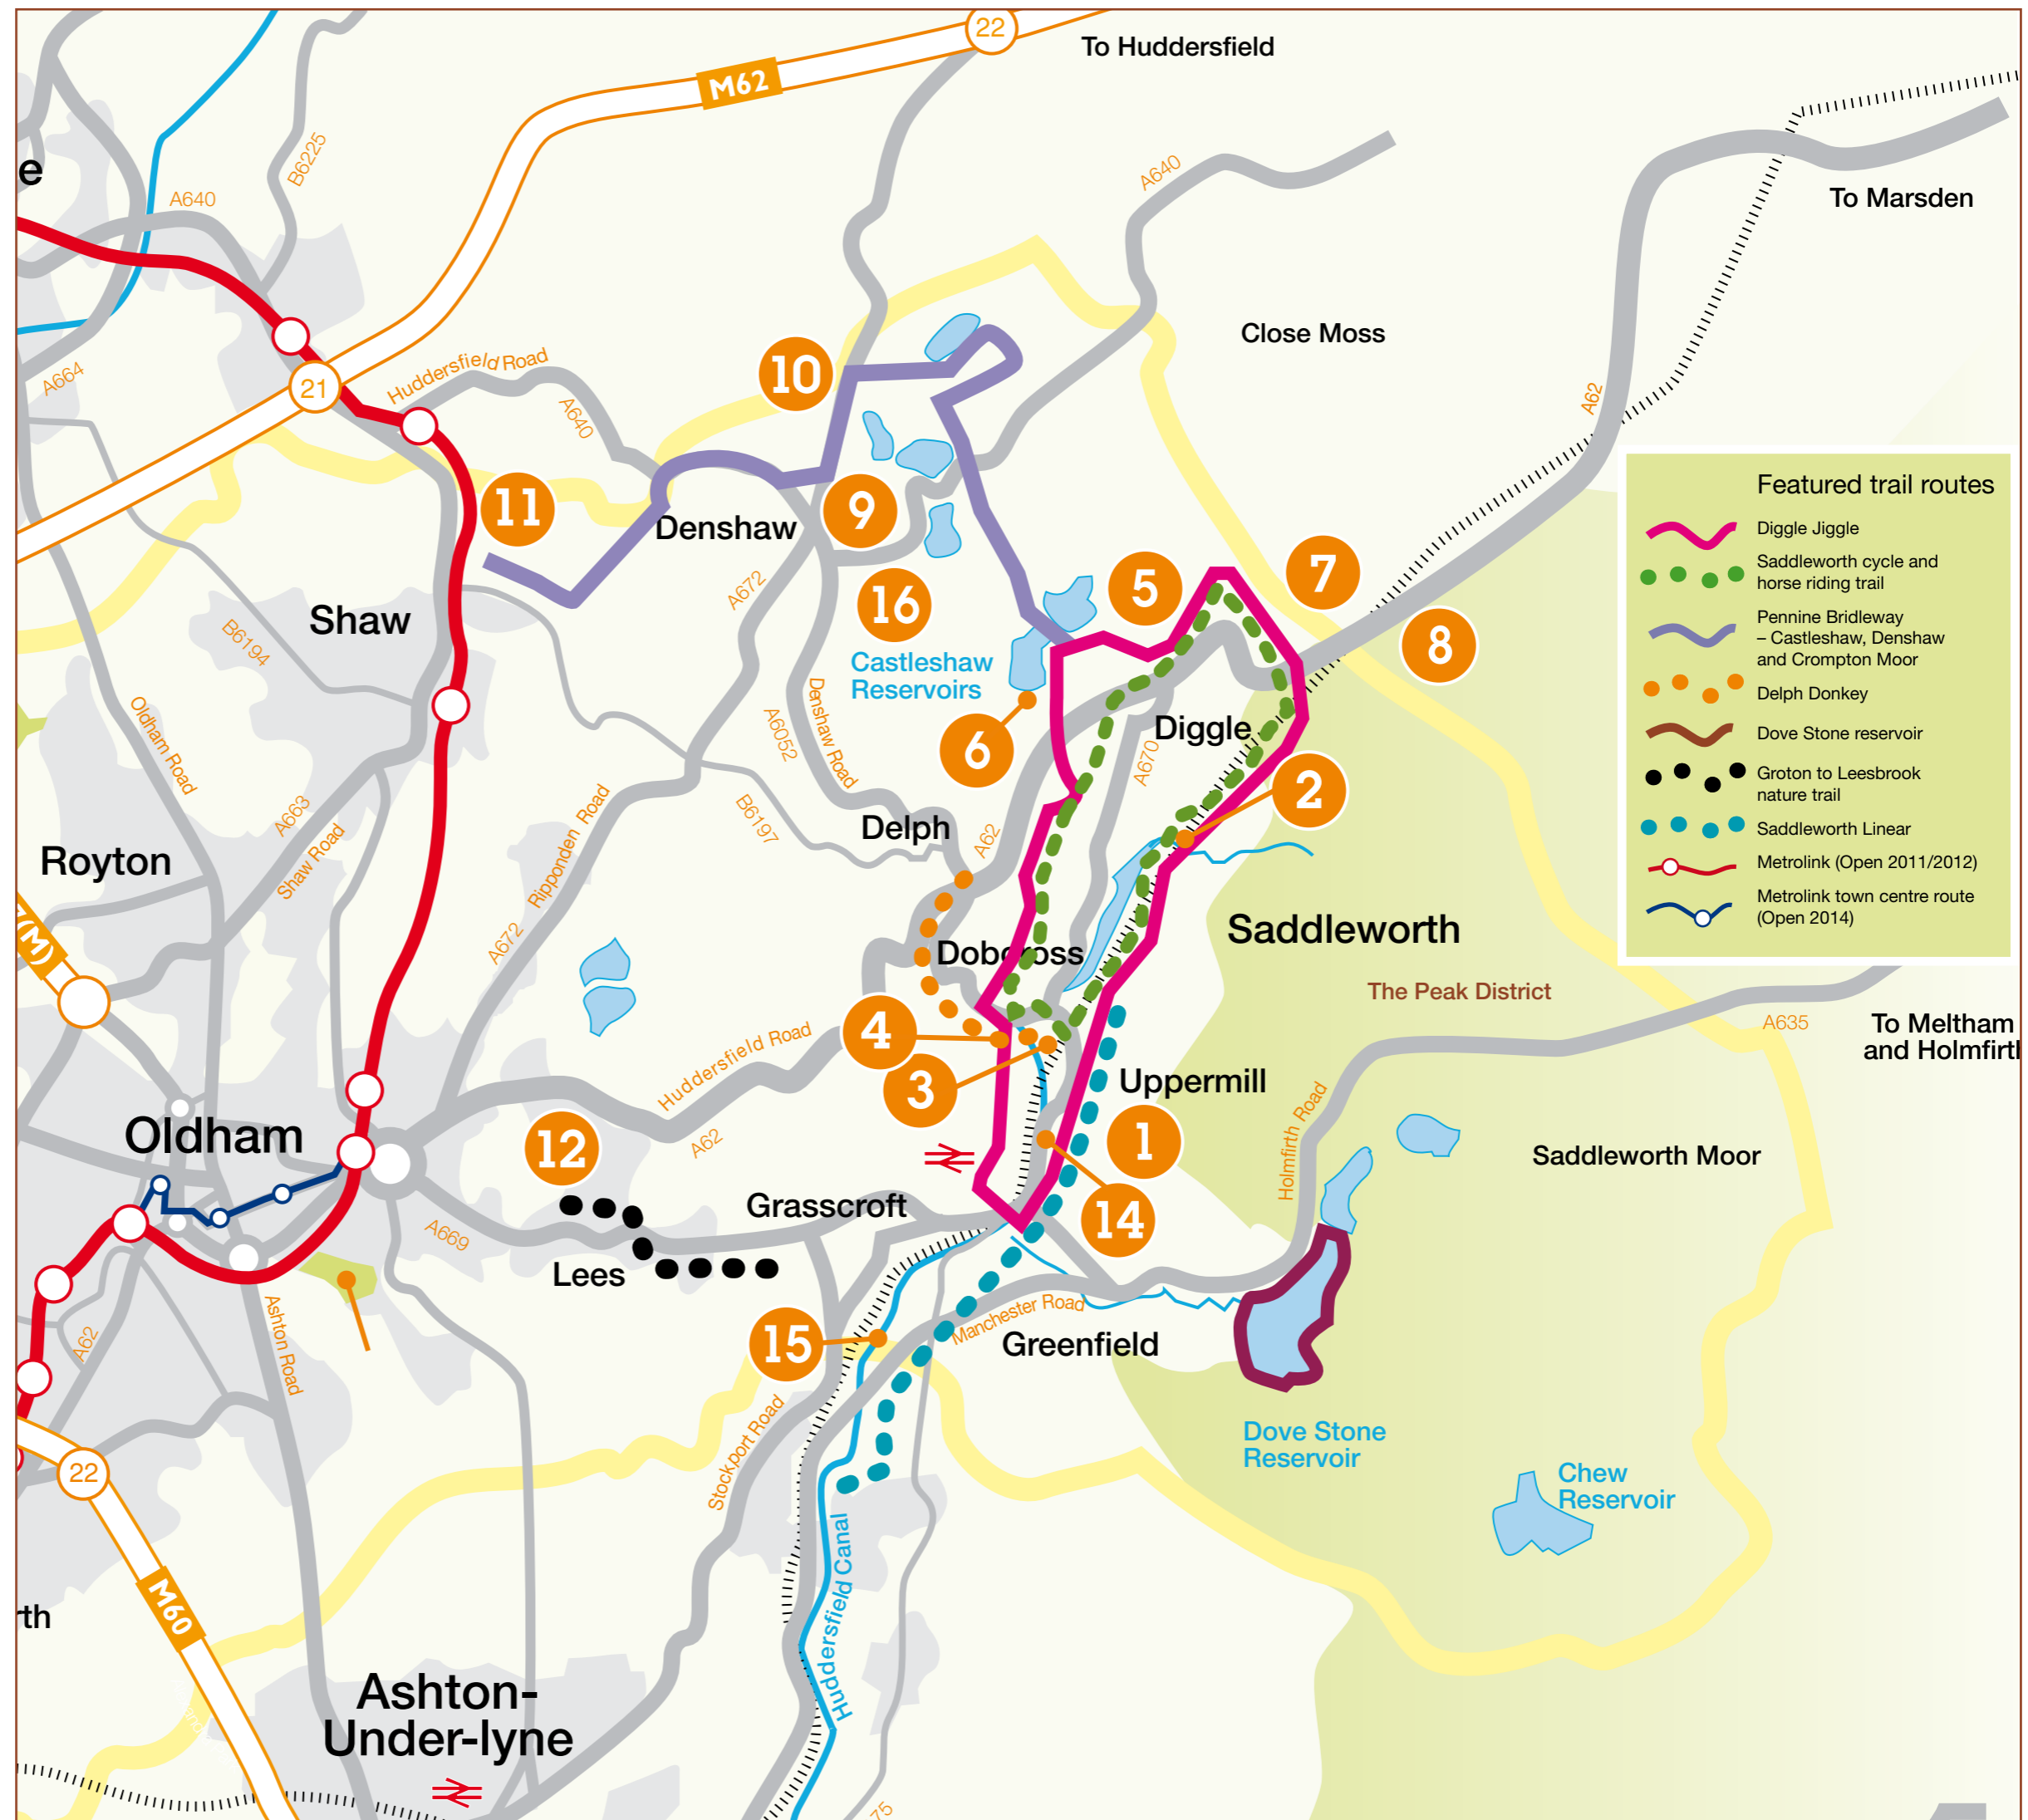 22
To Huddersfield
M62
B6225
e
A640
A640
To Marsden
21
Huddersfield Road
A664
A640
10
Close Moss
A62
Featured trail routes
Diggle Jiggle
Saddleworth cycle and
horse riding trail
Pennine Bridleway
– Castleshaw, Denshaw
and Crompton Moor
Delph Donkey
Dove Stone reservoir
Groton to Leesbrook
nature trail
Saddleworth Linear
Metrolink (Open 2011/2012)
Metrolink town centre route
(Open 2014)
11
9
Denshaw
5
7
16
A672
Shaw
B6194
8
Castleshaw
Reservoirs
Oldham Road
Denshaw Road
A6052
6
Diggle
A670
2
Royton
A663
Shaw Road
Ripponden Road
B6197
Delph
A62
(M)
A672
Dobcross
Saddleworth
The Peak District
A635
To Meltham
and Holmfirth
4
Huddersfield Road
3
Uppermill
Holmfirth Road
Oldham
12
A62
1
Saddleworth Moor
Grasscroft
14
A669
Lees
Ashton Road
A62
15
Manchester Road
Greenfield
Stockport Road
Dove Stone
Reservoir
22
Chew
Reservoir
Huddersfield Canal
M60
rth
Ashton-
Under-lyne
75